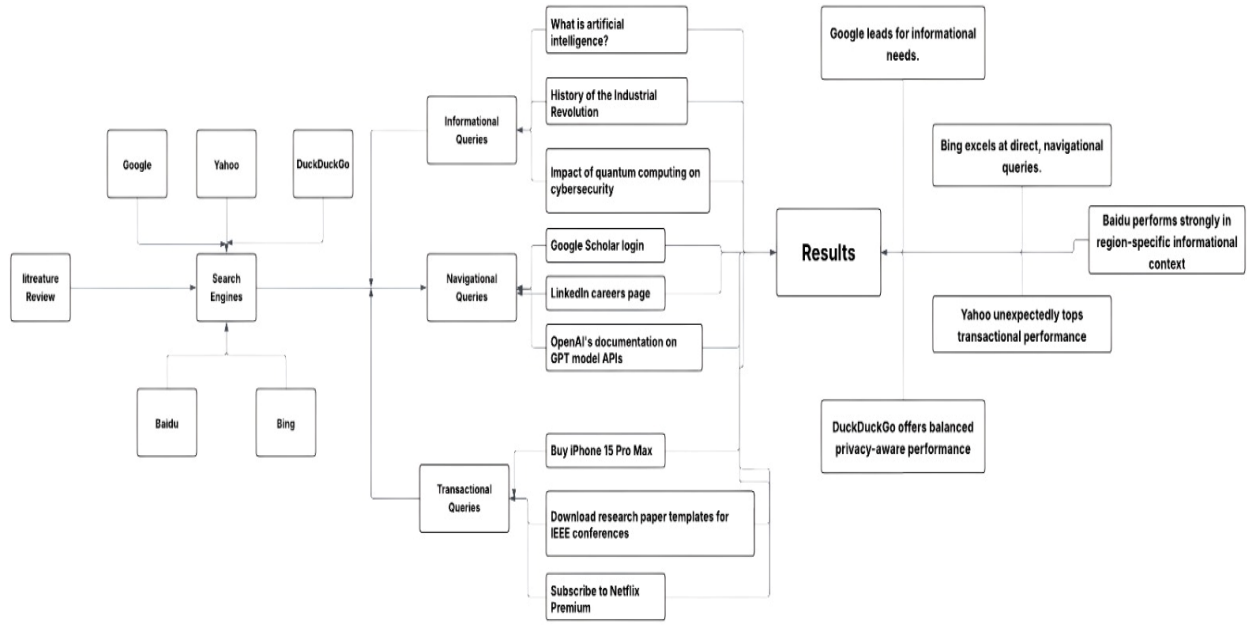 litreature
Review
Google
Yahoo
DuckDuckGo
Search
Engines
Baidu
Bing
Informational
Queries
Navigational
Queries
Transactional
Queries
What is artificial
intelligence?
History of the Industrial
Revolution
Impact of quantum computing on
cybersecurity
Google Scholar login
LinkedIn careers page
OpenAI's documentation on
GPT model APIs
Buy iPhone 15 Pro Max
Download research paper templates for
IEEE conferences
Subscribe to Netflix
Premium
Results
Google leads for informational
needs.
Bing excels at direct, navigational
queries.
Baidu performs strongly in
region-specific informational
context
Yahoo unexpectedly tops
transactional performance
DuckDuckGo offers balanced
privacy-aware performance